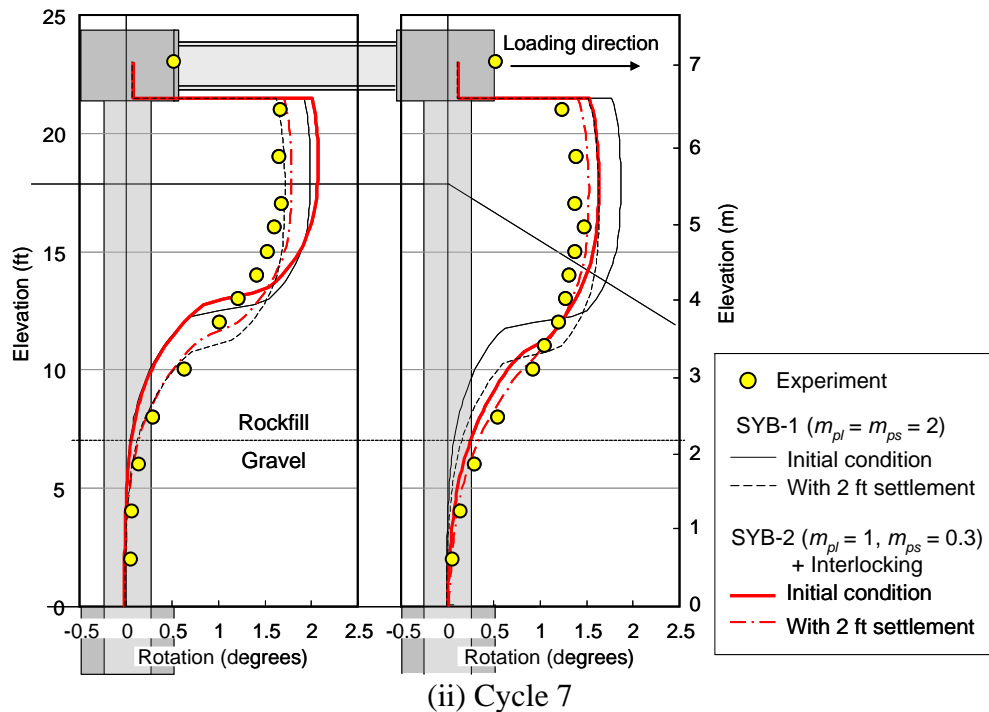 25
20
15
10
5
0
Elevation (ft)
Loading direction
7
6
5
4
3
2
1
0
Elevation (m)
Rockfill
Gravel
-0.5 0 0.5 1 1.5 2 2.5
Rotation (degrees)
-0.5 0 0.5 1 1.5 2 2.5
Rotation (degrees)
Experiment
SYB-1 (mpl = mps = 2)
Initial condition
With 2 ft settlement
SYB-2 (mpl = 1, mps = 0.3)
+ Interlocking
Initial condition
With 2 ft settlement
(ii) Cycle 7